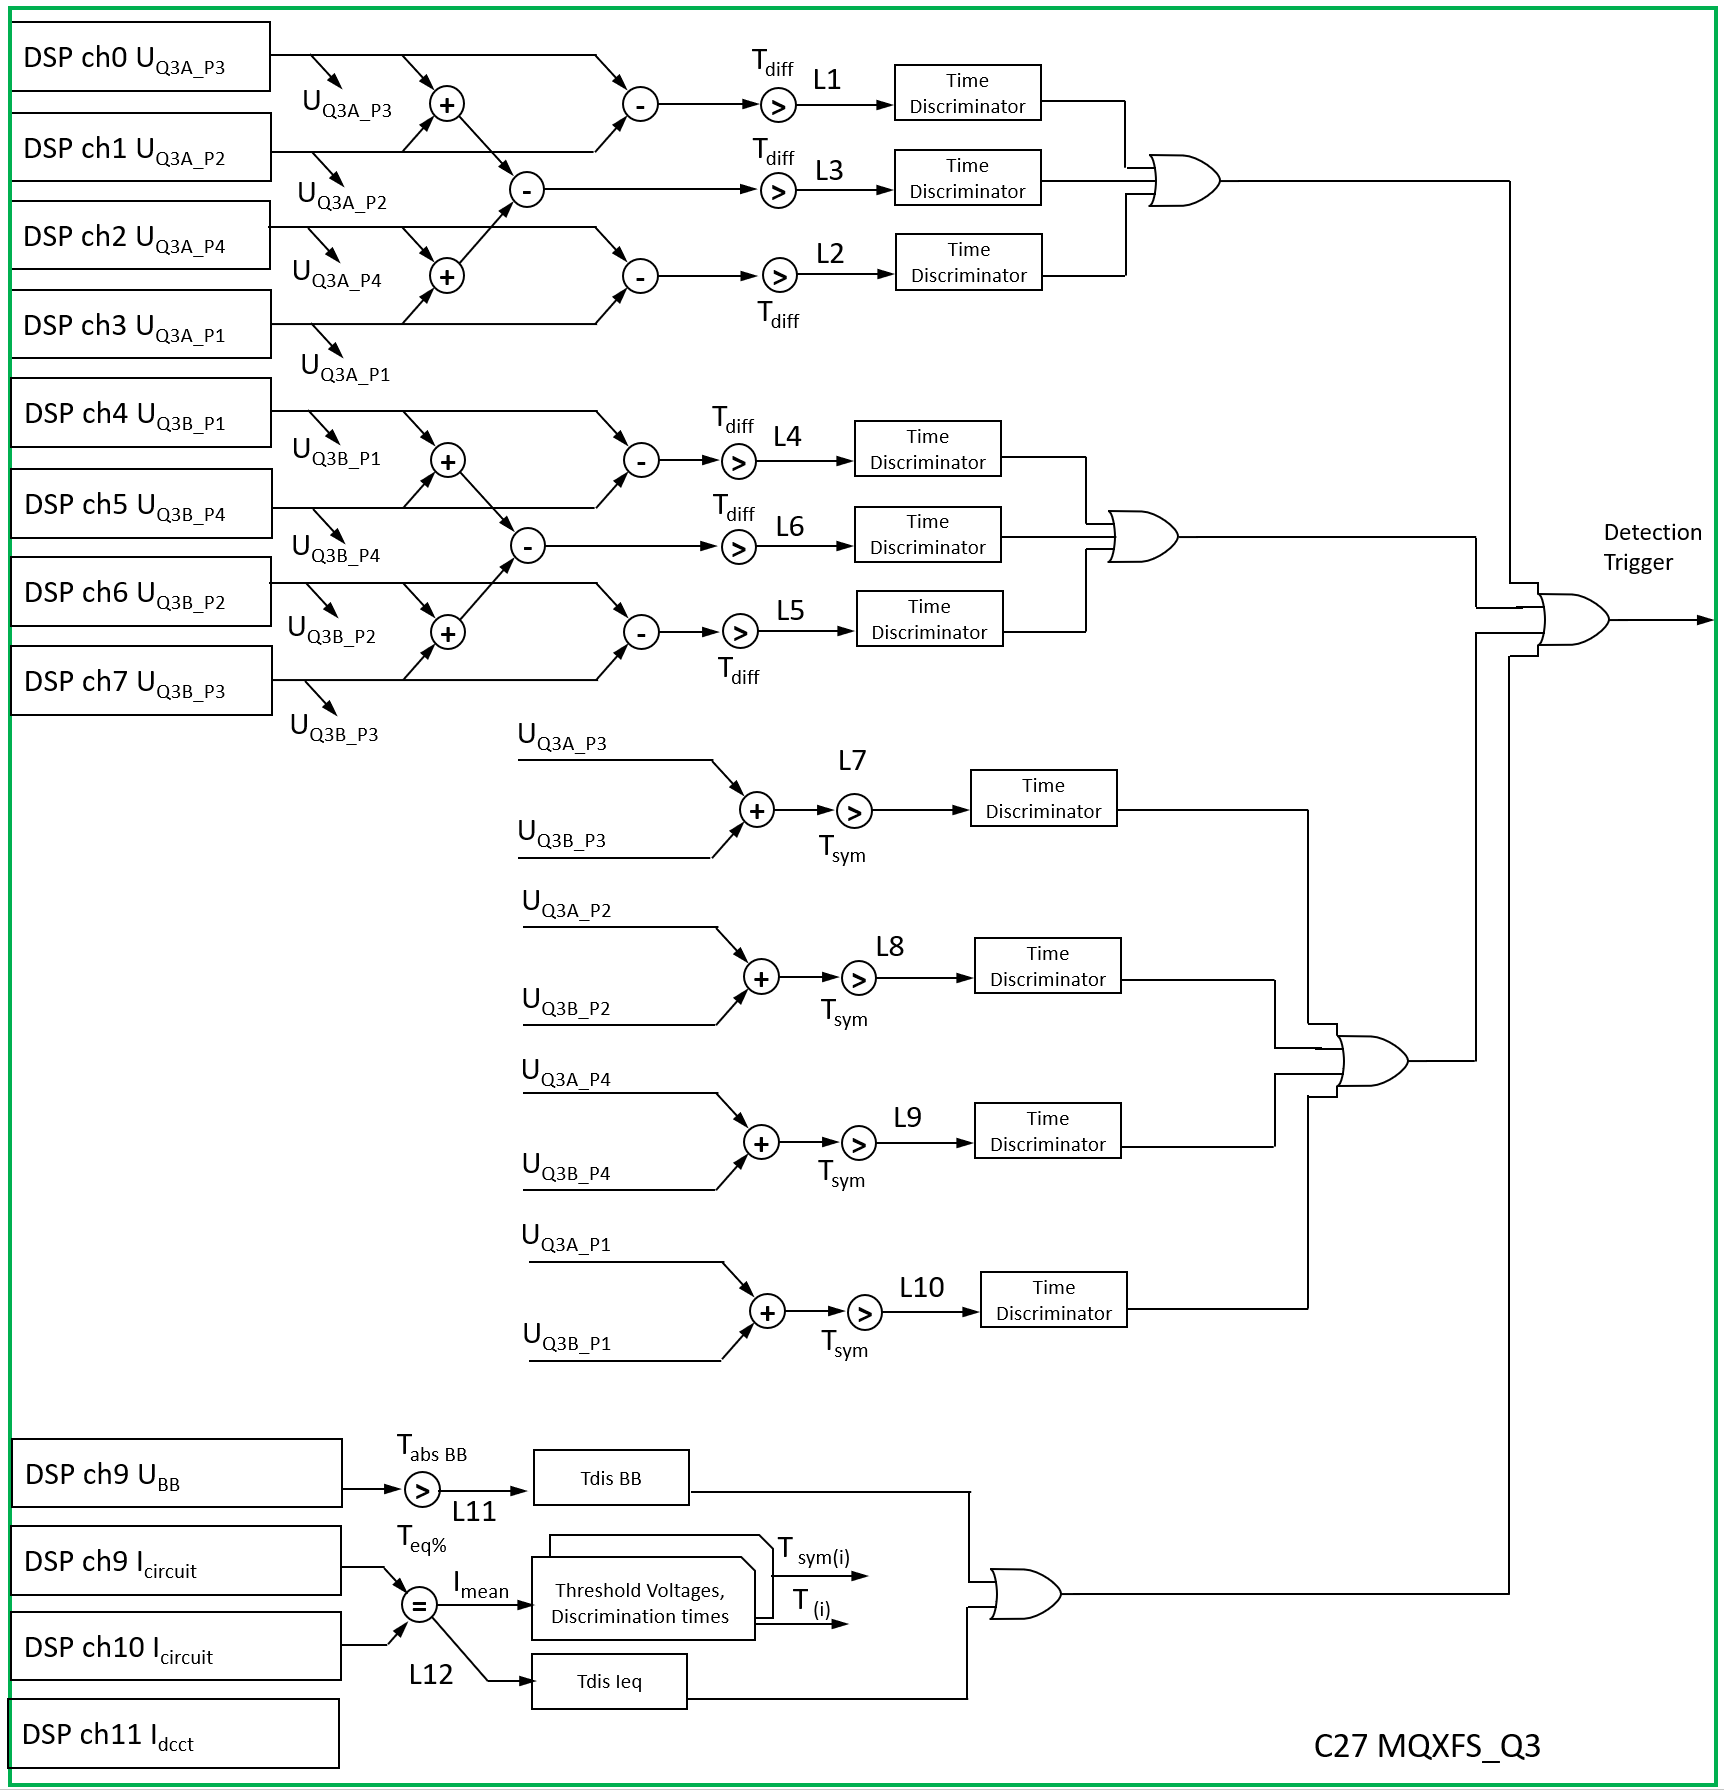 DSP ch0 UQ3A_P3
UQ3A_P3
+
-
Tdiff
>
L1
Time
Discriminator
DSP ch1 UQ3A_P2
UQ3A_P2
-
Tdiff
>
L3
Time
Discriminator
DSP ch2 UQ3A_P4
UQ3A_P4
+
-
>
Tdiff
L2
Time
Discriminator
DSP ch3 UQ3A_P1
UQ3A_P1
DSP ch4 UQ3B_P1
UQ3B_P1
+
-
Tdiff
>
L4
Time
Discriminator
DSP ch5 UQ3B_P4
UQ3B_P4
-
Tdiff
>
L6
Time
Discriminator
Detection
Trigger
DSP ch6 UQ3B_P2
UQ3B_P2
+
-
>
Tdiff
L5
Time
Discriminator
DSP ch7 UQ3B_P3
UQ3B_P3
UQ3A_P3
UQ3B_P3
+
>
L7
Tsym
Time
Discriminator
UQ3A_P2
UQ3B_P2
+
>
L8
Tsym
Time
Discriminator
UQ3A_P4
UQ3B_P4
+
>
L9
Tsym
Time
Discriminator
UQ3A_P1
UQ3B_P1
+
>
L10
Tsym
Time
Discriminator
DSP ch9 UBB
Tabs BB
>
L11
Tdis BB
DSP ch9 Icircuit
Teq%
=
Imean
Threshold Voltages,
Discrimination times
T sym(i)
T (i)
DSP ch10 Icircuit
L12
Tdis Ieq
DSP ch11 Idcct
C27 MQXFS_Q3